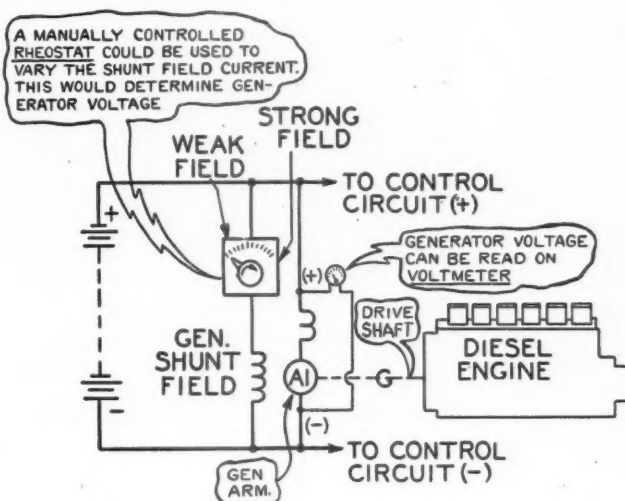 A MANUALLY CONTROLLED
RHEOSTAT COULD BE USED TO
VARY THE SHUNT FIELD CURRENT.
THIS WOULD DETERMINE GEN-
ERATOR VOLTAGE
STRONG
FIELD
WEAK
FIELD
TO CONTROL
CIRCUIT (+)
+
GENERATOR VOLTAGE
CAN BE READ ON
VOLTMETER
(+)
DRIVE
SHAFT
GEN.
SHUNT
FIELD
DIESEL
ENGINE
A1
G
-
(-)
TO CONTROL
CIRCUIT (-)
GEN
ARM.